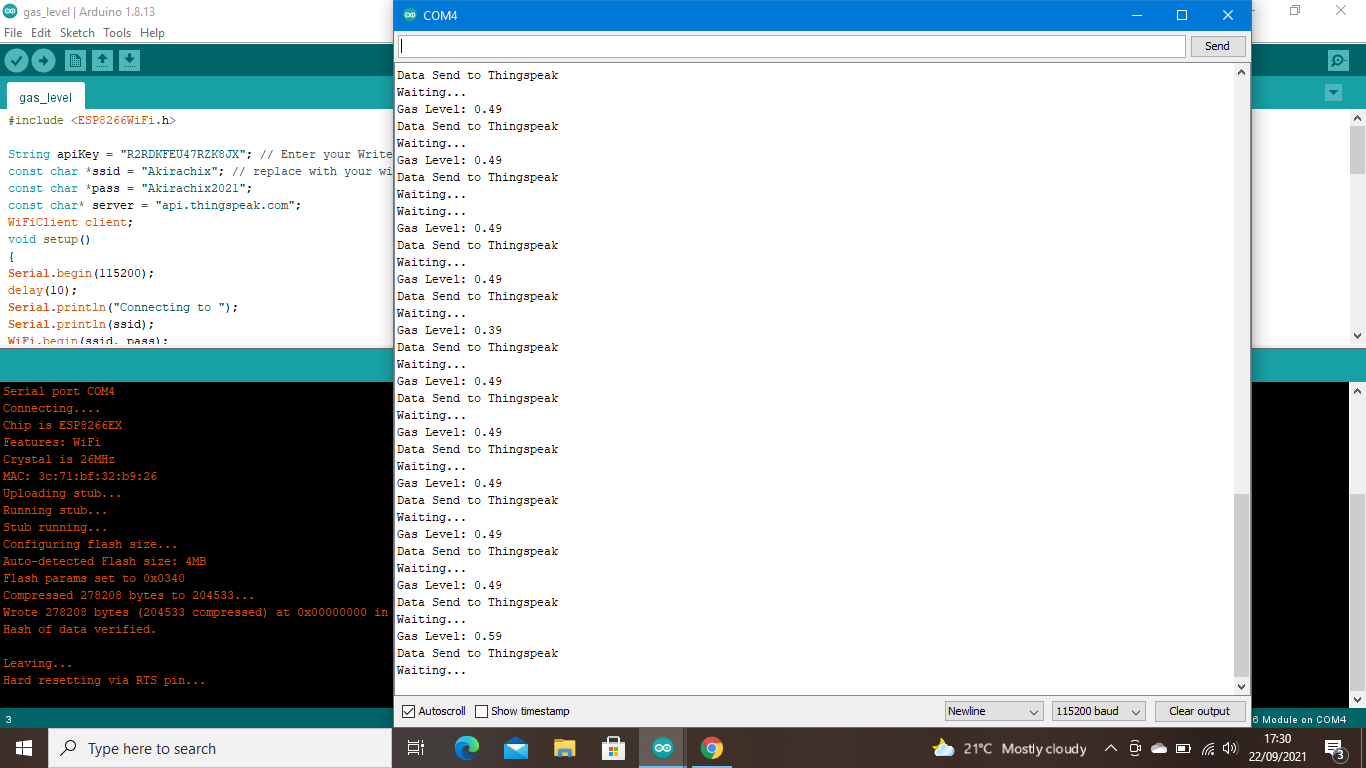 gas_level | Arduino 1.8.13
File Edit Sketch Tools Help
gas_level
#include <ESP8266WiFi.h>
String apiKey = "R2RDKFEU47RZK8JX"; // Enter your Write
const char *ssid = "Akirachix"; // replace with your wi
const char *pass = "Akirachix2021";
const char* server = "api.thingspeak.com";
WiFiClient client;
void setup()
{
Serial.begin(115200);
delay(10);
Serial.println("Connecting to ");
Serial.println(ssid);
WiFi.begin(ssid, pass);
Serial port COM4
Connecting....
Chip is ESP8266EX
Features: WiFi
Crystal is 26MHz
MAC: 3c:71:bf:32:b9:26
Uploading stub...
Running stub...
Stub running...
Configuring flash size...
Auto-detected Flash size: 4MB
Flash params set to 0x0340
Compressed 278208 bytes to 204533...
Wrote 278208 bytes (204533 compressed) at 0x00000000 in
Hash of data verified.
Leaving...
Hard resetting via RTS pin...
3
6 Module on COM4
COM4
Send
Data Send to Thingspeak
Waiting...
Gas Level: 0.49
Data Send to Thingspeak
Waiting...
Gas Level: 0.49
Data Send to Thingspeak
Waiting...
Waiting...
Gas Level: 0.49
Data Send to Thingspeak
Waiting...
Gas Level: 0.49
Data Send to Thingspeak
Waiting...
Gas Level: 0.39
Data Send to Thingspeak
Waiting...
Gas Level: 0.49
Data Send to Thingspeak
Waiting...
Gas Level: 0.49
Data Send to Thingspeak
Waiting...
Gas Level: 0.49
Data Send to Thingspeak
Waiting...
Gas Level: 0.49
Data Send to Thingspeak
Waiting...
Gas Level: 0.49
Data Send to Thingspeak
Waiting...
Gas Level: 0.59
Data Send to Thingspeak
Waiting...
Autoscroll Show timestamp
Newline
115200 baud
Clear output
Type here to search
21°C Mostly cloudy
17:30
22/09/2021
3